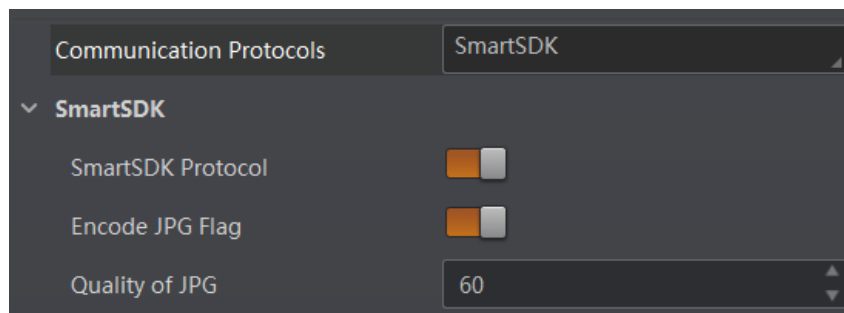 Communication Protocols SmartSDK
SmartSDK
SmartSDK Protocol
Encode JPG Flag
Quality of JPG 60